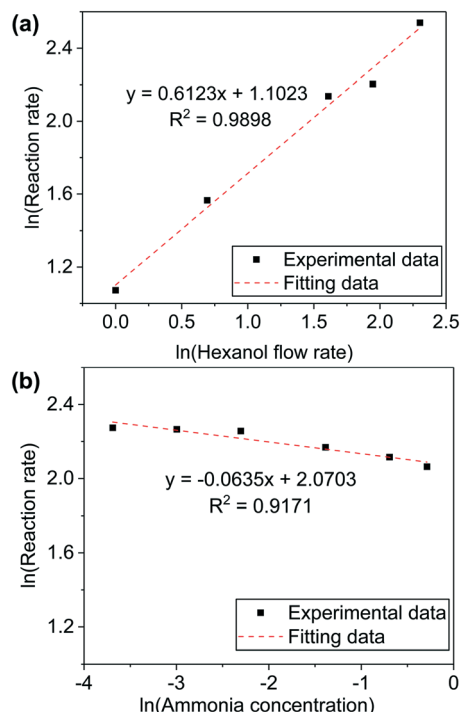 (a)
2.4
2.0
1.6
1.2
ln(Reaction rate)
y = 0.6123x + 1.1023
R² = 0.9898
Experimental data
Fitting data
0.0 0.5 1.0 1.5 2.0 2.5
ln(Hexanol flow rate)
(b)
2.8
2.4
2.0
1.6
1.2
ln(Reaction rate)
y = -0.0635x + 2.0703
R² = 0.9171
Experimental data
Fitting data
-4 -3 -2 -1 0
ln(Ammonia concentration)